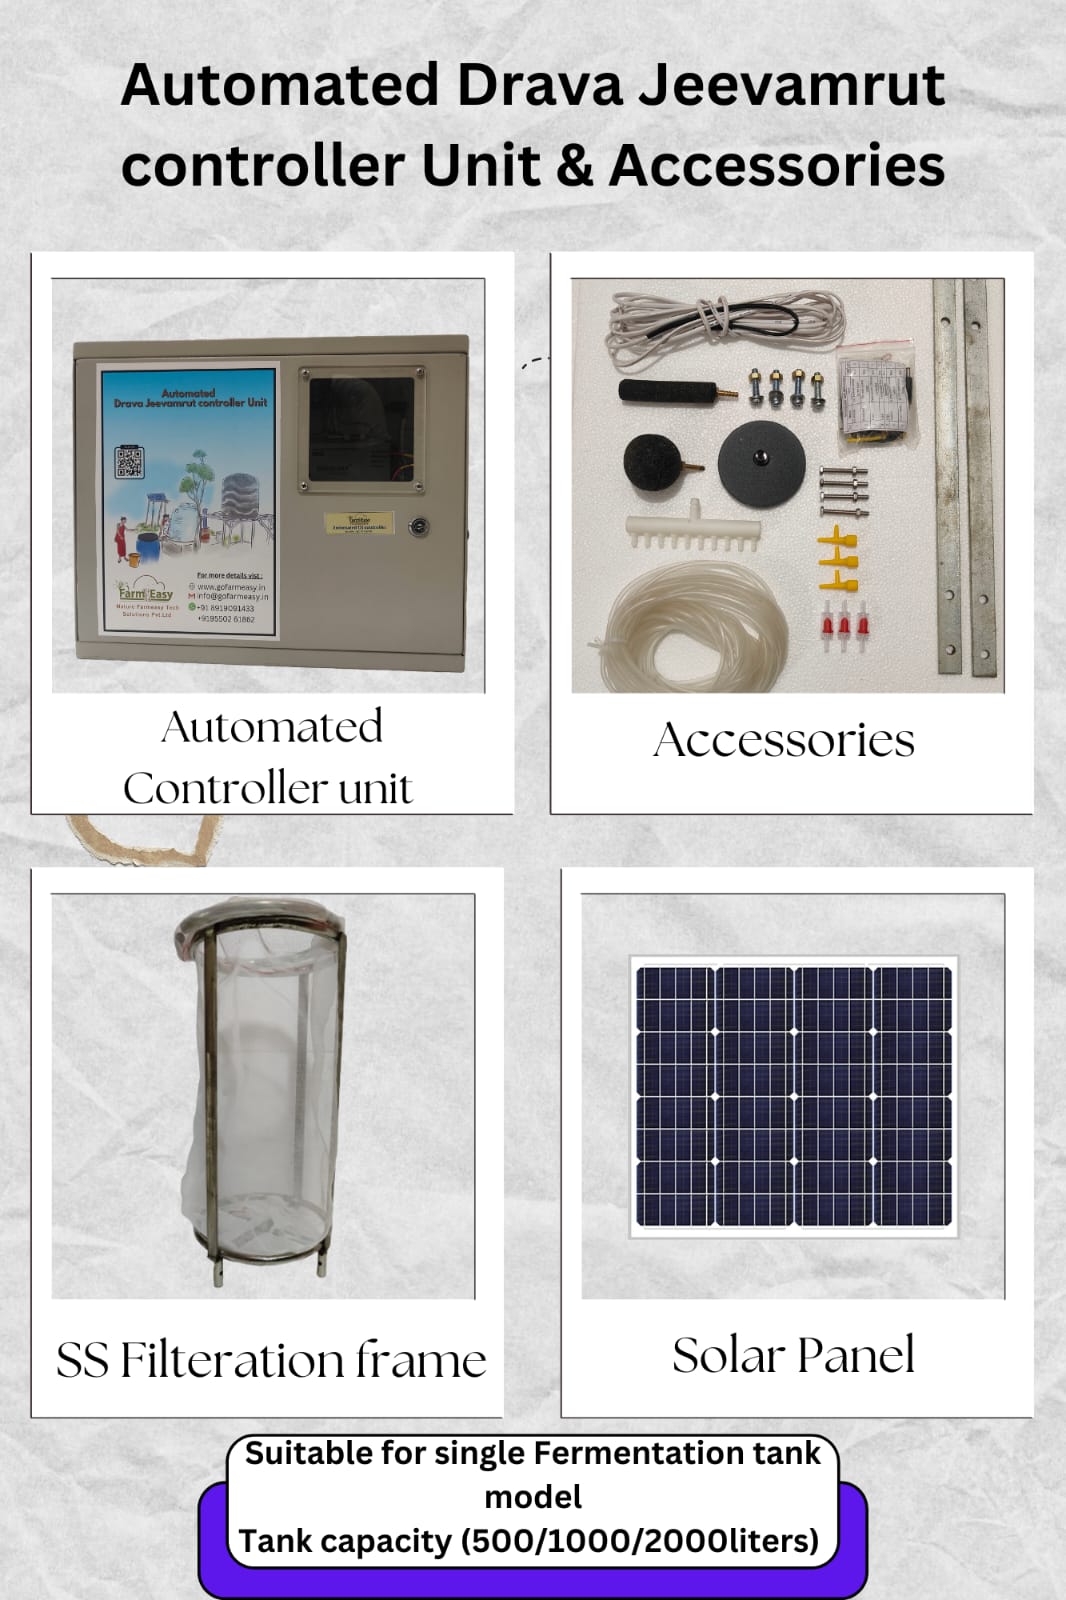 Automated Drava Jeevamrut
controller Unit & Accessories
Automated
Drava Jeevamrut controller Unit
Farm Easy
Nature Farmeasy Tech
Solutions Pvt.Ltd
For more details vist :
www.gofarmeasy.in
info@gofarmeasy.in
+91 8919091433
+9195502 61862
Automated
Controller unit
Accessories
SS Filteration frame
Solar Panel
Suitable for single Fermentation tank
model
Tank capacity (500/1000/2000liters)